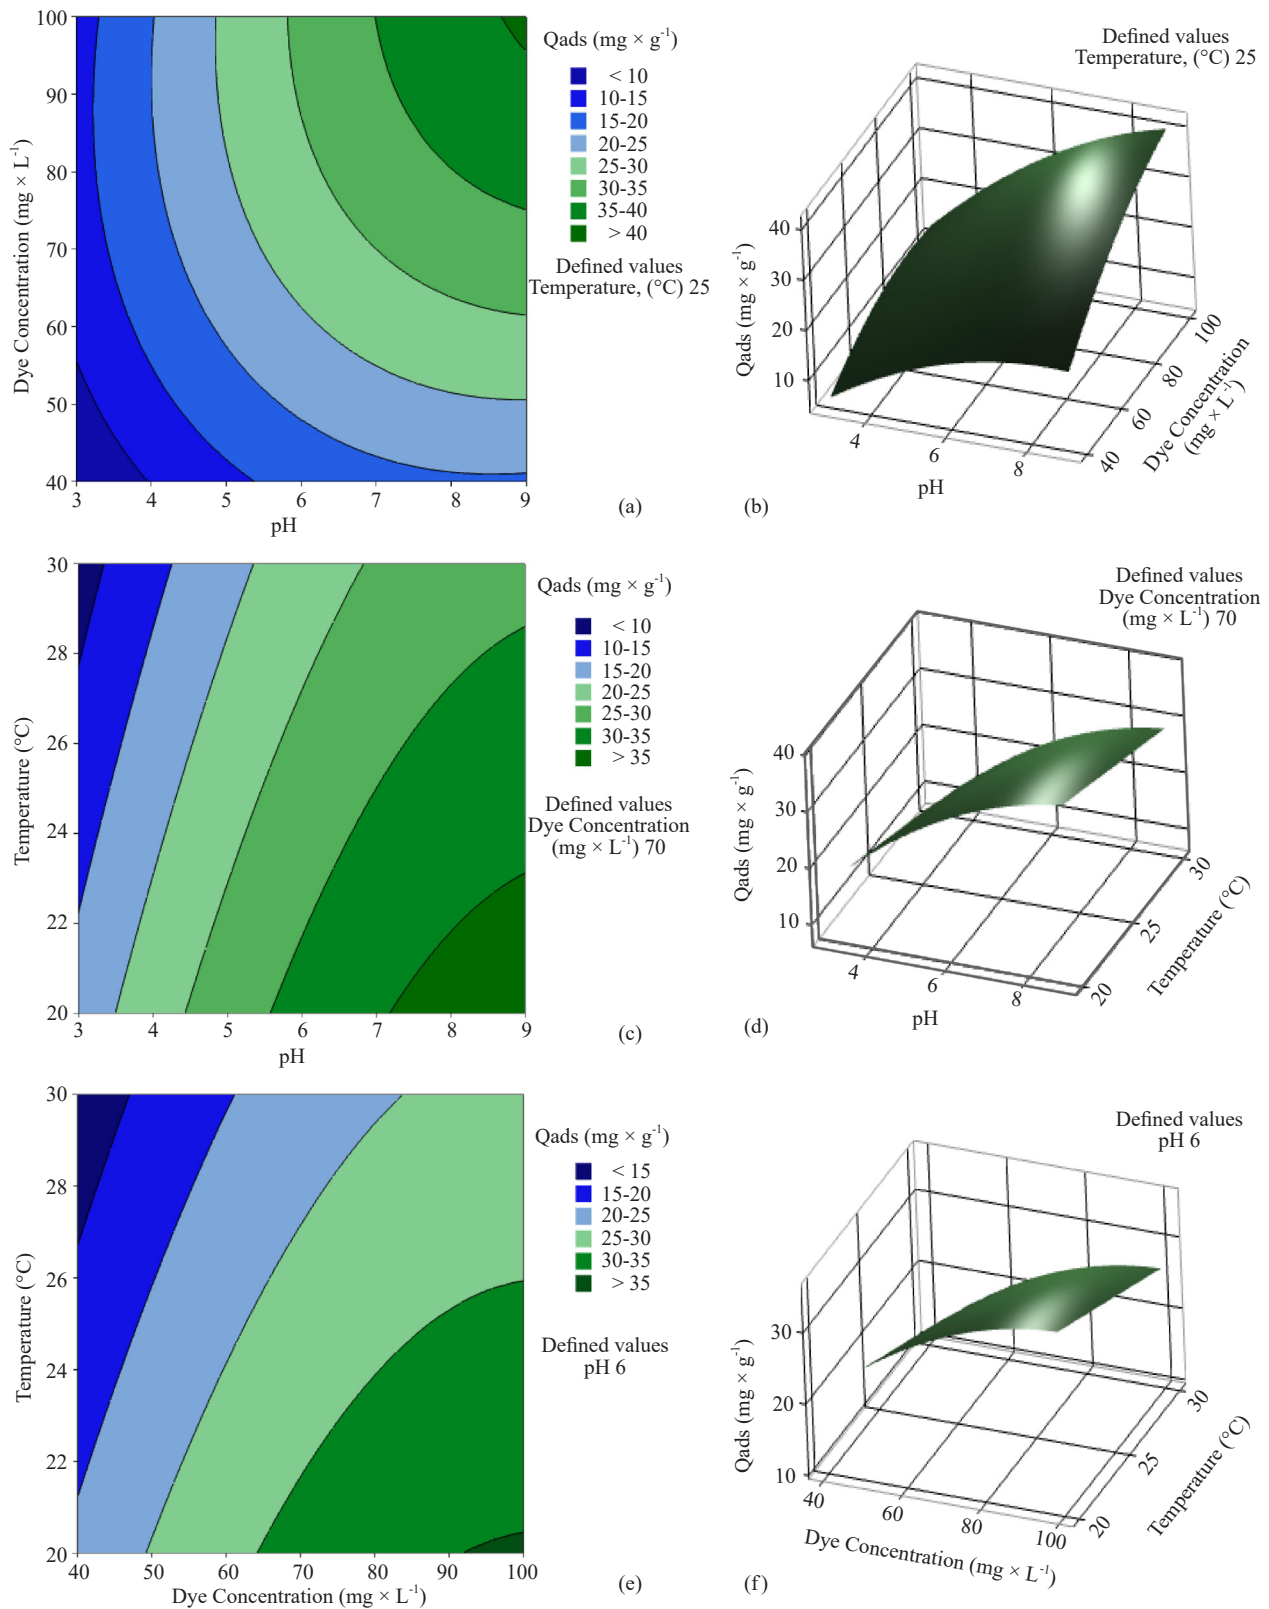 100
90
80
70
60
50
40
Dye Concentration (mg × L-1)
3
4
5
6
7
8
9
pH
Qads (mg × g-1)
< 10
10-15
15-20
20-25
25-30
30-35
35-40
> 40
Defined values
Temperature, (°C) 25
(a)
Defined values
Temperature, (°C) 25
40
30
20
10
Qads (mg × g-1)
4
6
8
pH
40
60
80
100
Dye Concentration
(mg × L-1)
(b)
30
28
26
24
22
20
Temperature (°C)
3
4
5
6
7
8
9
pH
Qads (mg × g-1)
< 10
10-15
15-20
20-25
25-30
30-35
> 35
Defined values
Dye Concentration
(mg × L-1) 70
(c)
Defined values
Dye Concentration
(mg × L-1) 70
40
30
20
10
Qads (mg × g-1)
4
6
8
pH
20
25
30
Temperature (°C)
(d)
30
28
26
24
22
20
Temperature (°C)
40
50
60
70
80
90
100
Dye Concentration (mg × L-1)
Qads (mg × g-1)
< 15
15-20
20-25
25-30
30-35
> 35
Defined values
pH 6
(e)
Defined values
pH 6
30
20
10
Qads (mg × g-1)
40
60
80
100
Dye Concentration (mg × L-1)
20
25
30
Temperature (°C)
(f)